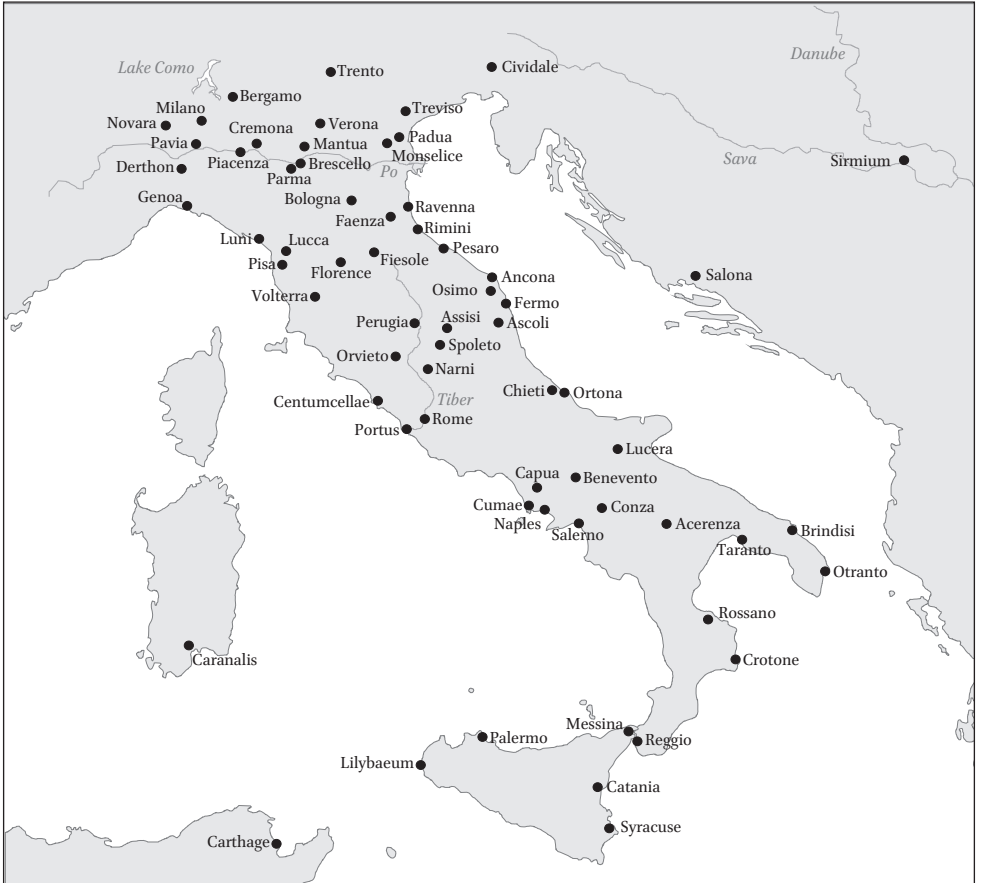 Danube
Lake Como
Trento
Cividale
Bergamo
Milano
Treviso
Novara
Cremona
Verona
Padua
Pavia
Mantua
Monselice
Piacenza
Brescello
Derthon
Parma
Po
Sava
Sirmium
Genoa
Bologna
Ravenna
Faenza
Rimini
Luni
Lucca
Pesaro
Pisa
Florence
Fiesole
Ancona
Salona
Volterra
Osimo
Fermo
Perugia
Assisi
Ascoli
Spoleto
Orvieto
Narni
Chieti
Ortona
Centumcellae
Tiber
Rome
Portus
Lucera
Capua
Benevento
Cumae
Conza
Naples
Salerno
Acerenza
Brindisi
Taranto
Otranto
Rossano
Caranalis
Crotone
Messina
Palermo
Reggio
Lilybaeum
Catania
Syracuse
Carthage